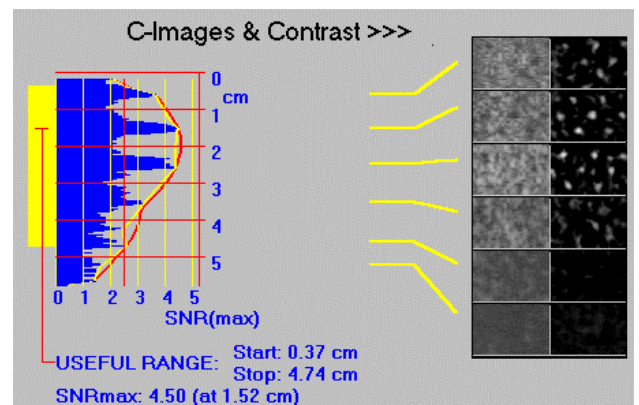 C-Images & Contrast >>>
0
cm
1
2
3
4
5
0 1 2 3 4 5
SNR(max)
USEFUL RANGE: Start: 0.37 cm
Stop: 4.74 cm
SNRmax: 4.50 (at 1.52 cm)